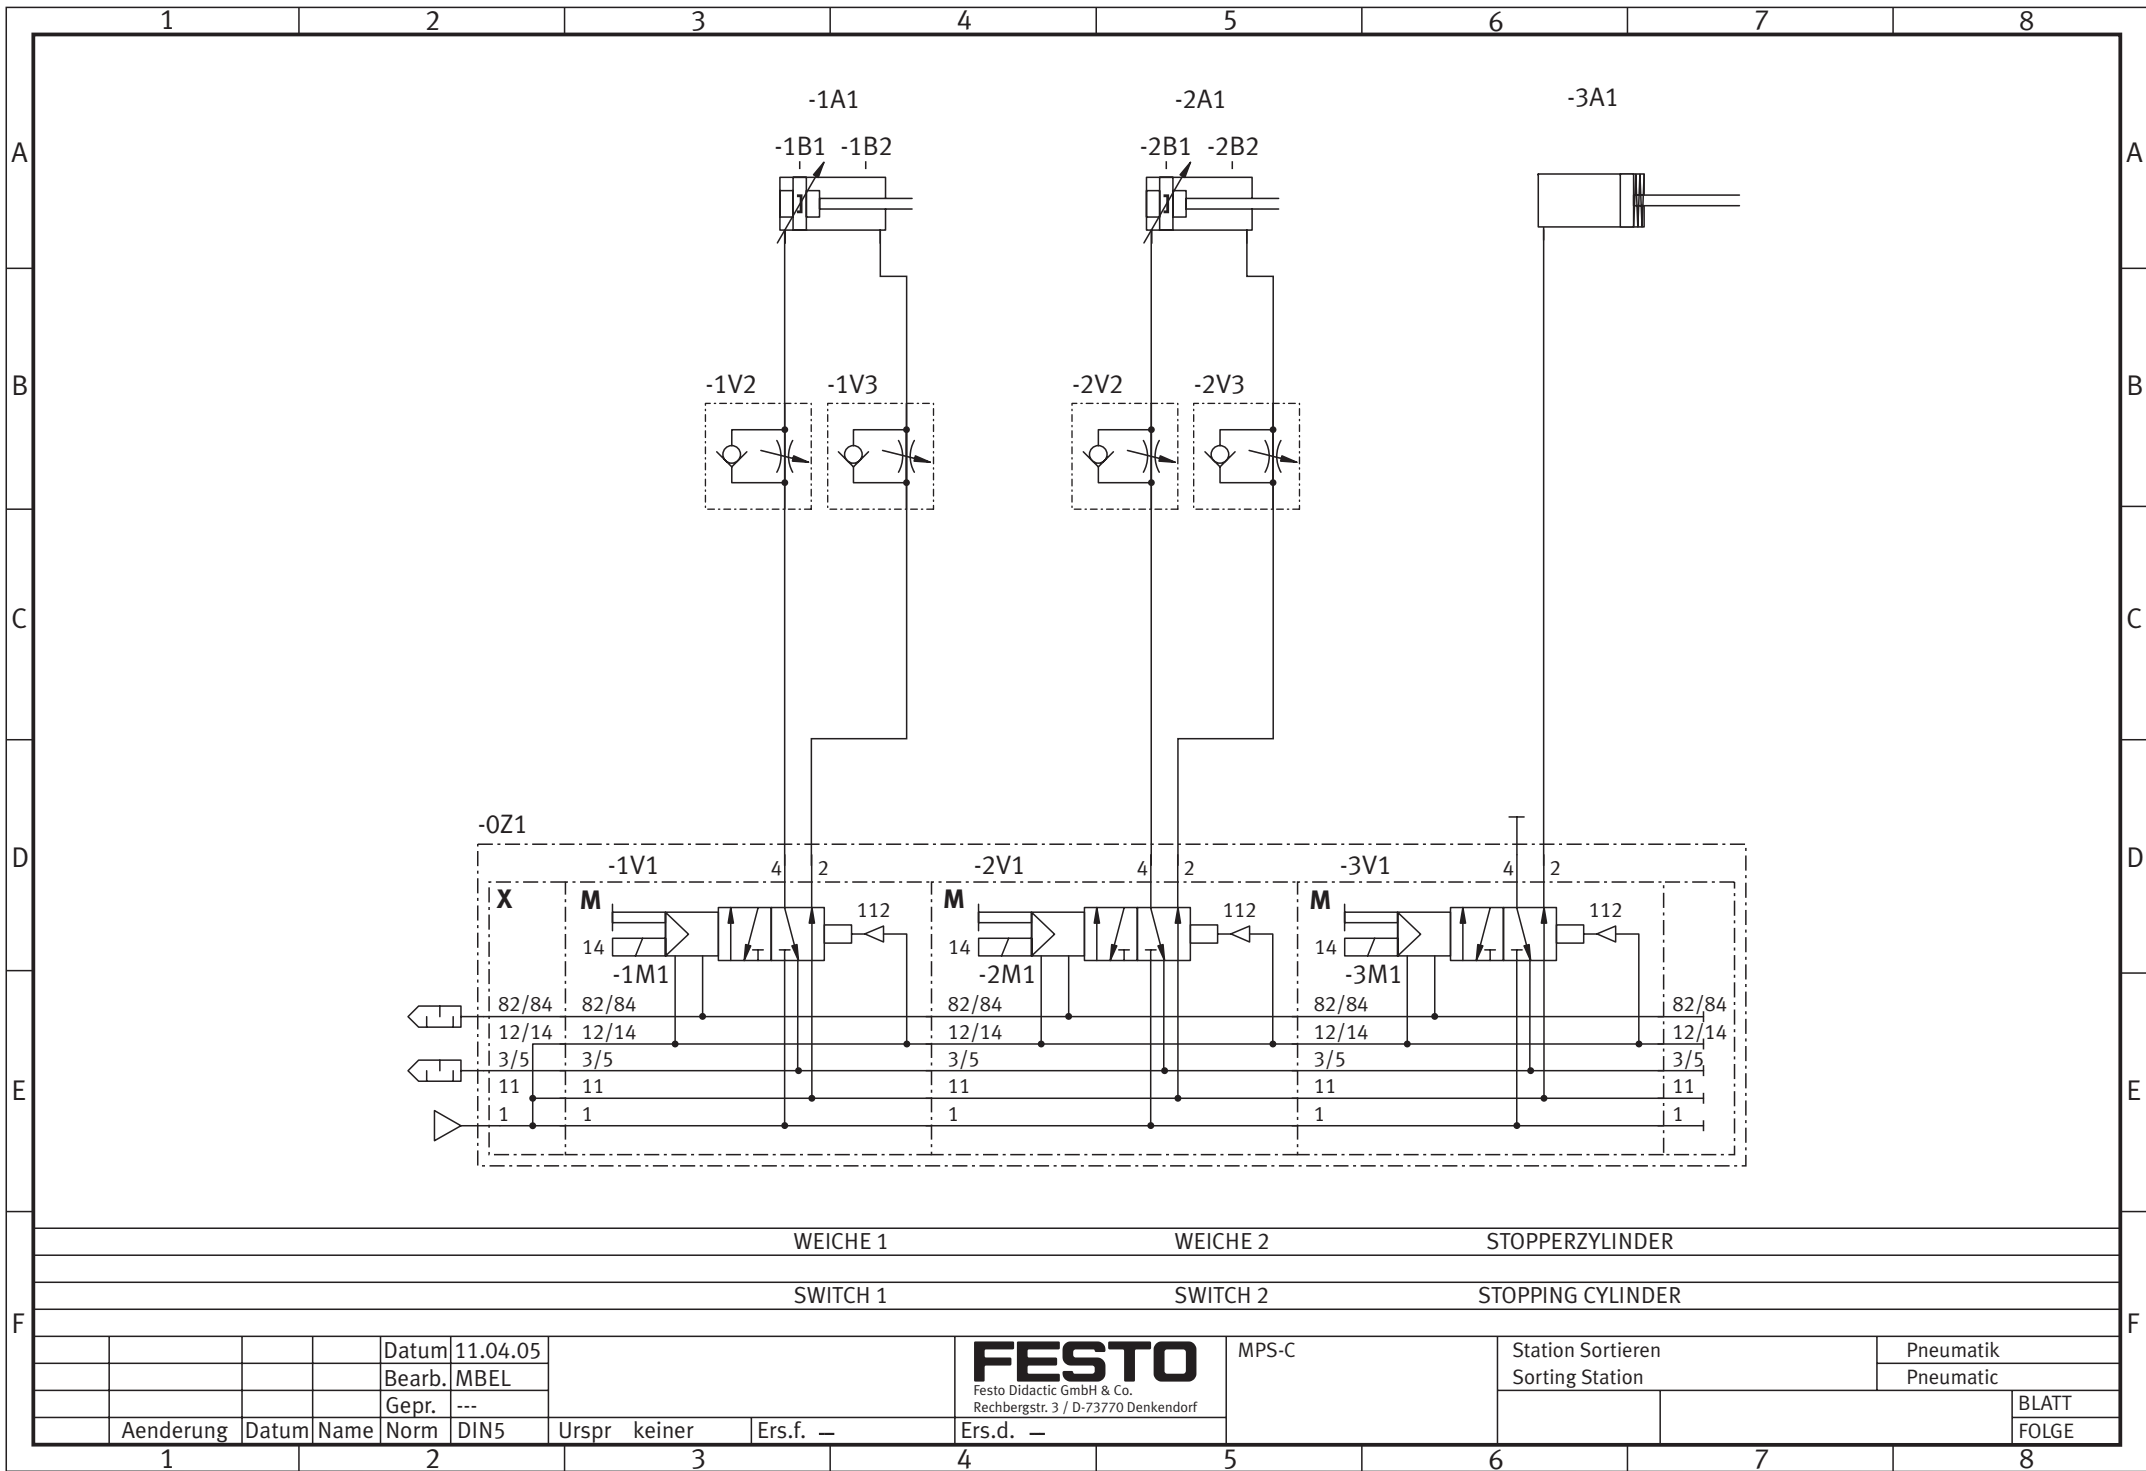 1 2 3 4 5 6 7 8
-1A1 -2A1 -3A1
A -1B1 -1B2 -2B1 -2B2 A
B -1V2 -1V3 -2V2 -2V3 B
C C
-0Z1
D -1V1 4 2 -2V1 4 2 -3V1 4 2 D
X M M M
112 112 112
14 14 14
-1M1 -2M1 -3M1
82/84 82/84 82/84 82/84 82/84
12/14 12/14 12/14 12/14 12/14
3/5 3/5 3/5 3/5 3/5
E 11 11 11 11 11 E
1 1 1 1 1
WEICHE 1 WEICHE 2 STOPPERZYLINDER
SWITCH 1 SWITCH 2 STOPPING CYLINDER
F F
Datum 11.04.05 FESTO MPS-C Station Sortieren Pneumatik
Bearb. MBEL Festo Didactic GmbH & Co. Sorting Station Pneumatic
Gepr. --- Rechbergstr. 3 / D-73770 Denkendorf BLATT
Aenderung Datum Name Norm DIN5 Urspr keiner Ers.f. — Ers.d. — FOLGE
1 2 3 4 5 6 7 8